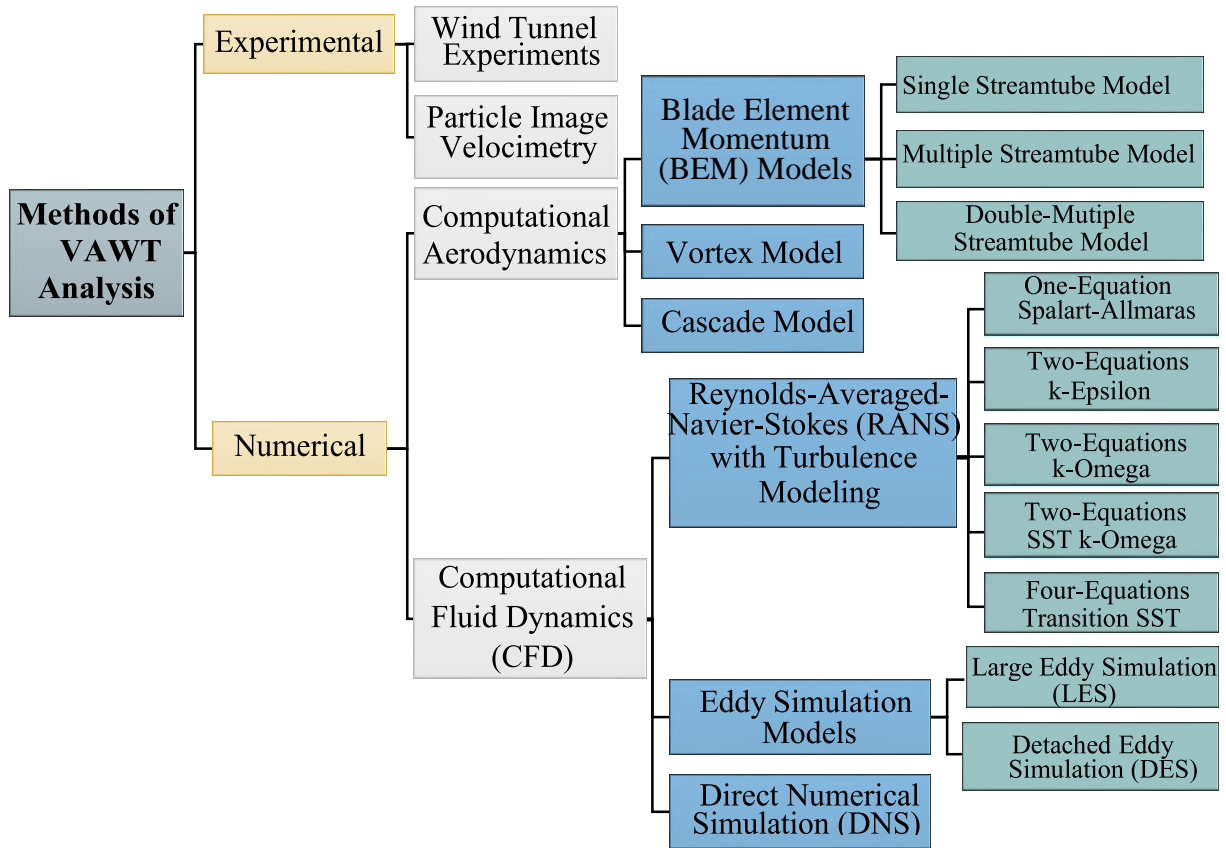 Methods of
VAWT
Analysis
Experimental
Wind Tunnel
Experiments
Particle Image
Velocimetry
Numerical
Computational
Aerodynamics
Blade Element
Momentum
(BEM) Models
Single Streamtube Model
Multiple Streamtube Model
Double-Mutiple
Streamtube Model
Vortex Model
Cascade Model
Computational
Fluid Dynamics
(CFD)
Reynolds-Averaged-
Navier-Stokes (RANS)
with Turbulence
Modeling
One-Equation
Spalart-Allmaras
Two-Equations
k-Epsilon
Two-Equations
k-Omega
Two-Equations
SST k-Omega
Four-Equations
Transition SST
Eddy Simulation
Models
Large Eddy Simulation
(LES)
Detached Eddy
Simulation (DES)
Direct Numerical
Simulation (DNS)